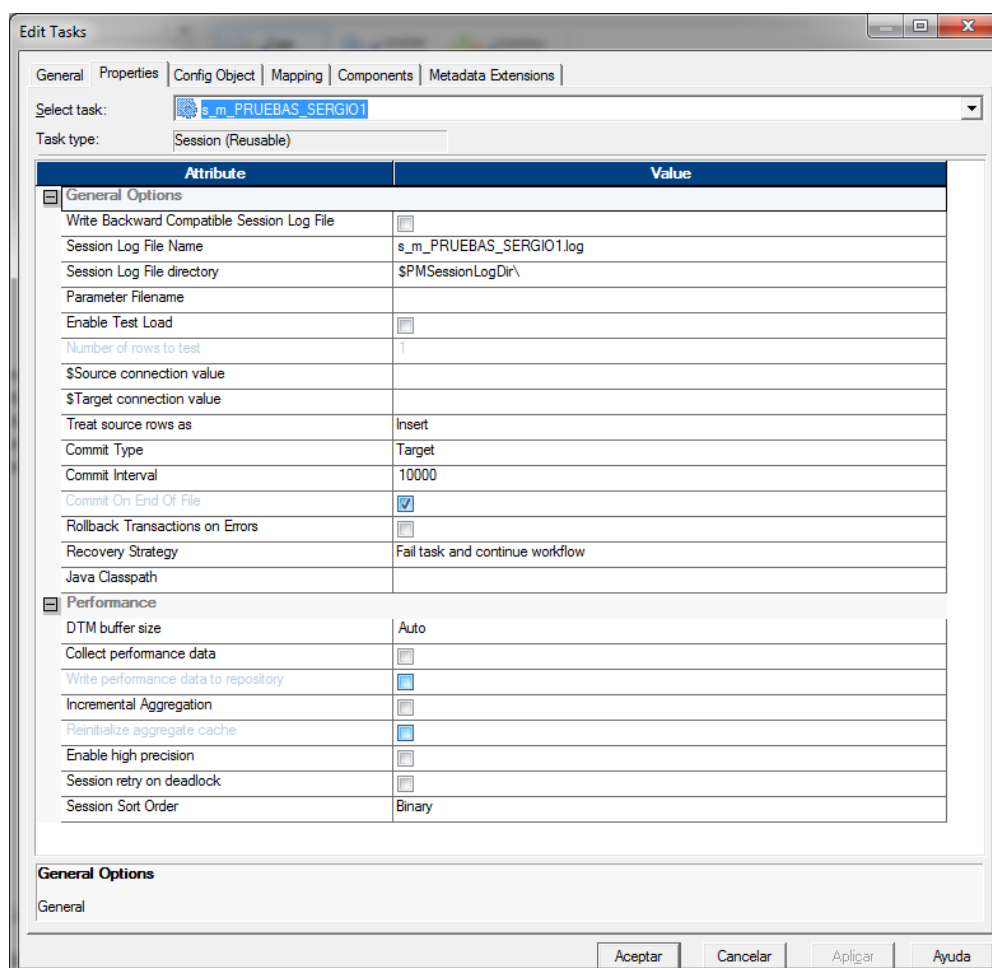 Edit Tasks
General Properties Config Object Mapping Components Metadata Extensions
Select task: s_m_PRUEBAS_SERGIO1
Task type: Session (Reusable)
Attribute Value
General Options
Write Backward Compatible Session Log File
Session Log File Name s_m_PRUEBAS_SERGIO1.log
Session Log File directory $PMSessionLogDir\
Parameter Filename
Enable Test Load
Number of rows to test 1
$Source connection value
$Target connection value
Treat source rows as Insert
Commit Type Target
Commit Interval 10000
Commit On End Of File
Rollback Transactions on Errors
Recovery Strategy Fail task and continue workflow
Java Classpath
Performance
DTM buffer size Auto
Collect performance data
Write performance data to repository
Incremental Aggregation
Reinitialize aggregate cache
Enable high precision
Session retry on deadlock
Session Sort Order Binary
General Options
General
Aceptar Cancelar Aplicar Ayuda